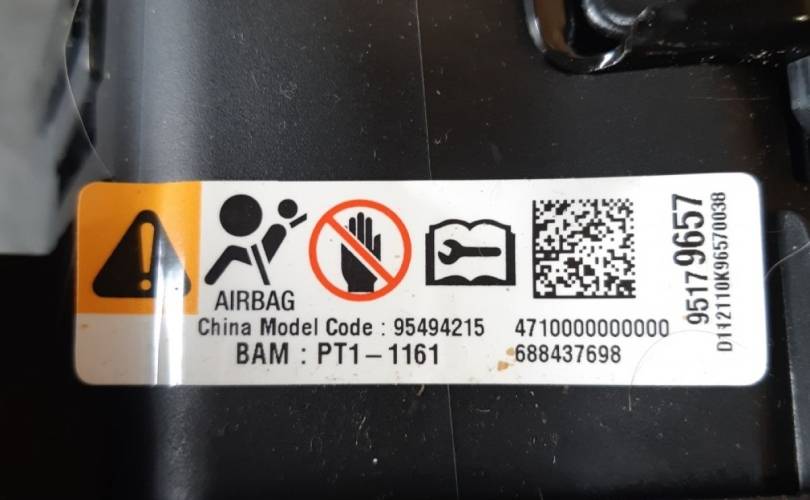 AIRBAG
China Model Code : 95494215 4710000000000
BAM : PT1-1161 688437698
95179657
D112110K96570038